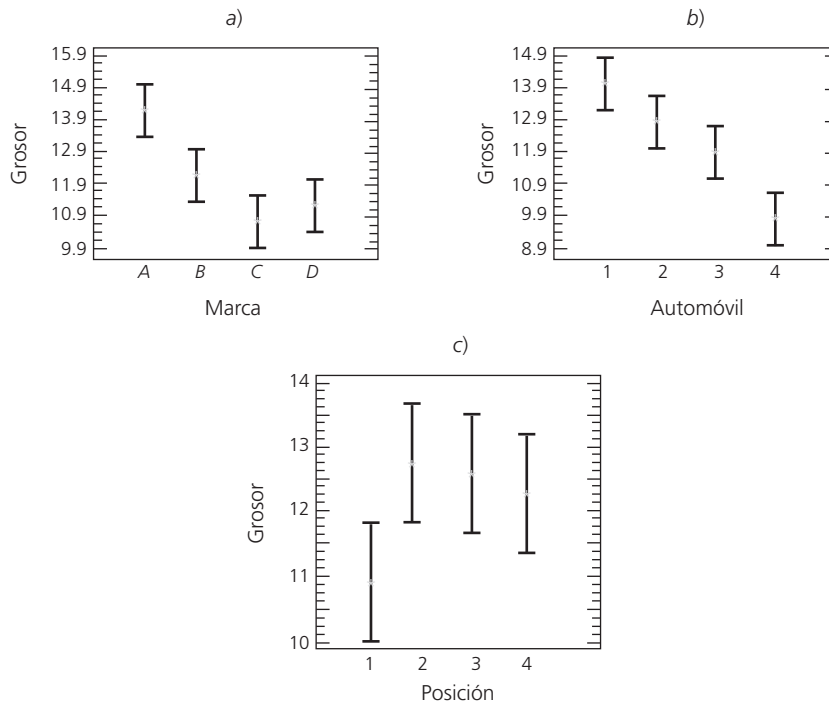 a)
15.9
14.9
13.9
12.9
11.9
10.9
9.9
Grosor
A B C D
Marca
b)
14.9
13.9
12.9
11.9
10.9
9.9
8.9
Grosor
1 2 3 4
Automóvil
c)
14
13
12
11
10
Grosor
1 2 3 4
Posición